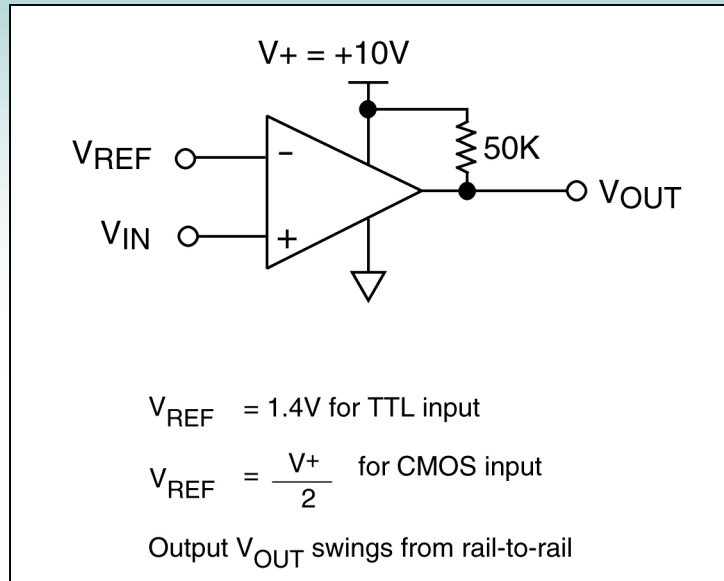 V+ = +10V
50K
VREF
−
VOUT
VIN
+
VREF = 1.4V for TTL input
VREF = V+ / 2 for CMOS input
Output VOUT swings from rail-to-rail